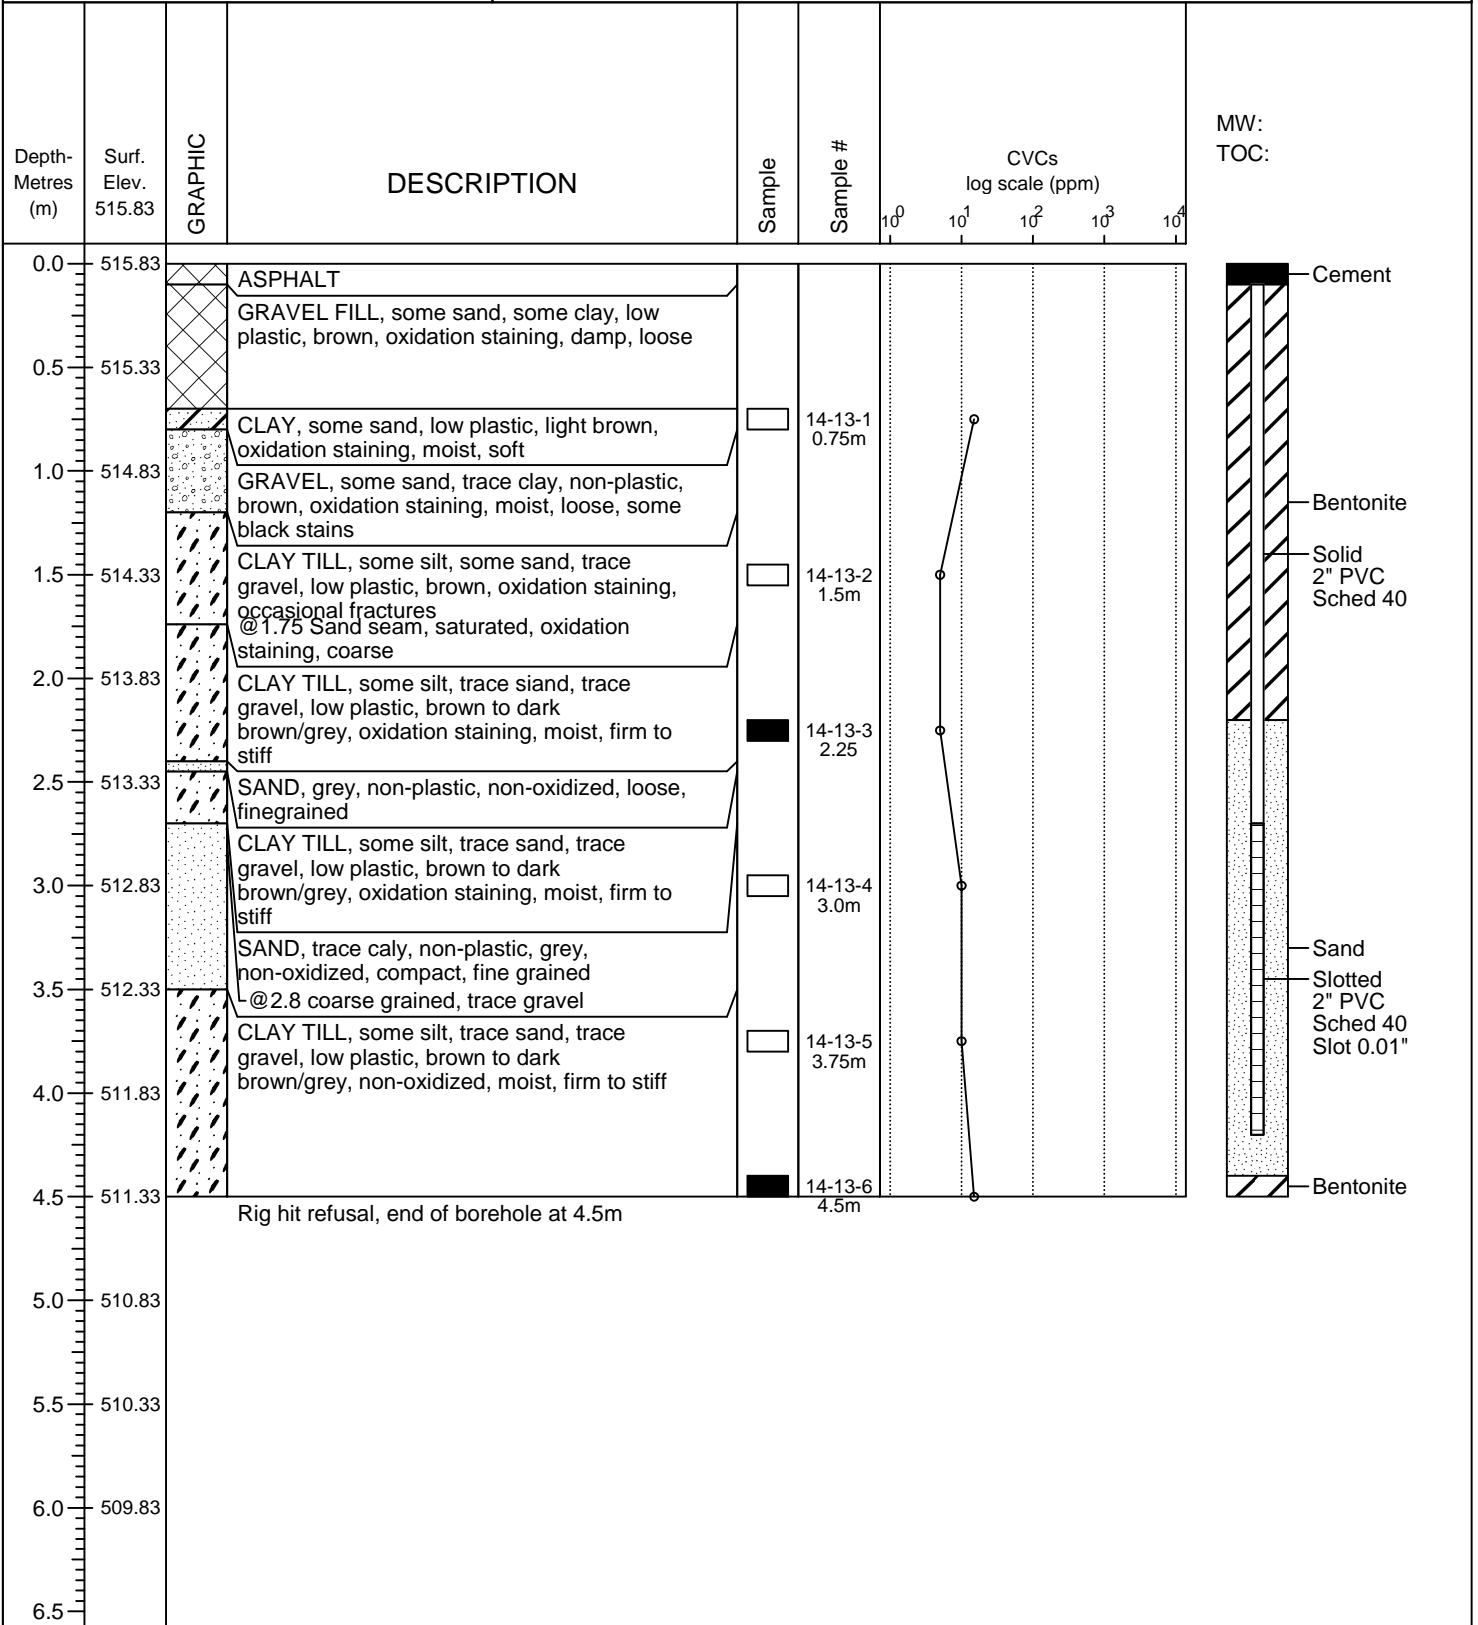 Depth-
Metres
(m)
Surf.
Elev.
515.83
GRAPHIC
DESCRIPTION
Sample
Sample #
CVCs
log scale (ppm)
10^0 10^1 10^2 10^3 10^4
MW:
TOC:
0.0 515.83
ASPHALT
Cement
GRAVEL FILL, some sand, some clay, low
plastic, brown, oxidation staining, damp, loose
0.5 515.33
CLAY, some sand, low plastic, light brown,
oxidation staining, moist, soft
14-13-1
0.75m
1.0 514.83
GRAVEL, some sand, trace clay, non-plastic,
brown, oxidation staining, moist, loose, some
black stains
Bentonite
CLAY TILL, some silt, some sand, trace
gravel, low plastic, brown, oxidation staining,
occasional fractures
@1.75 Sand seam, saturated, oxidation
staining, coarse
1.5 514.33
14-13-2
1.5m
Solid
2" PVC
Sched 40
2.0 513.83
CLAY TILL, some silt, trace siand, trace
gravel, low plastic, brown to dark
brown/grey, oxidation staining, moist, firm to
stiff
14-13-3
2.25
2.5 513.33
SAND, grey, non-plastic, non-oxidized, loose,
finegrained
CLAY TILL, some silt, trace sand, trace
gravel, low plastic, brown to dark
brown/grey, oxidation staining, moist, firm to
stiff
3.0 512.83
14-13-4
3.0m
SAND, trace caly, non-plastic, grey,
non-oxidized, compact, fine grained
@2.8 coarse grained, trace gravel
Sand
3.5 512.33
Slotted
2" PVC
Sched 40
Slot 0.01"
CLAY TILL, some silt, trace sand, trace
gravel, low plastic, brown to dark
brown/grey, non-oxidized, moist, firm to stiff
14-13-5
3.75m
4.0 511.83
14-13-6
4.5m
Bentonite
4.5 511.33
Rig hit refusal, end of borehole at 4.5m
5.0 510.83
5.5 510.33
6.0 509.83
6.5